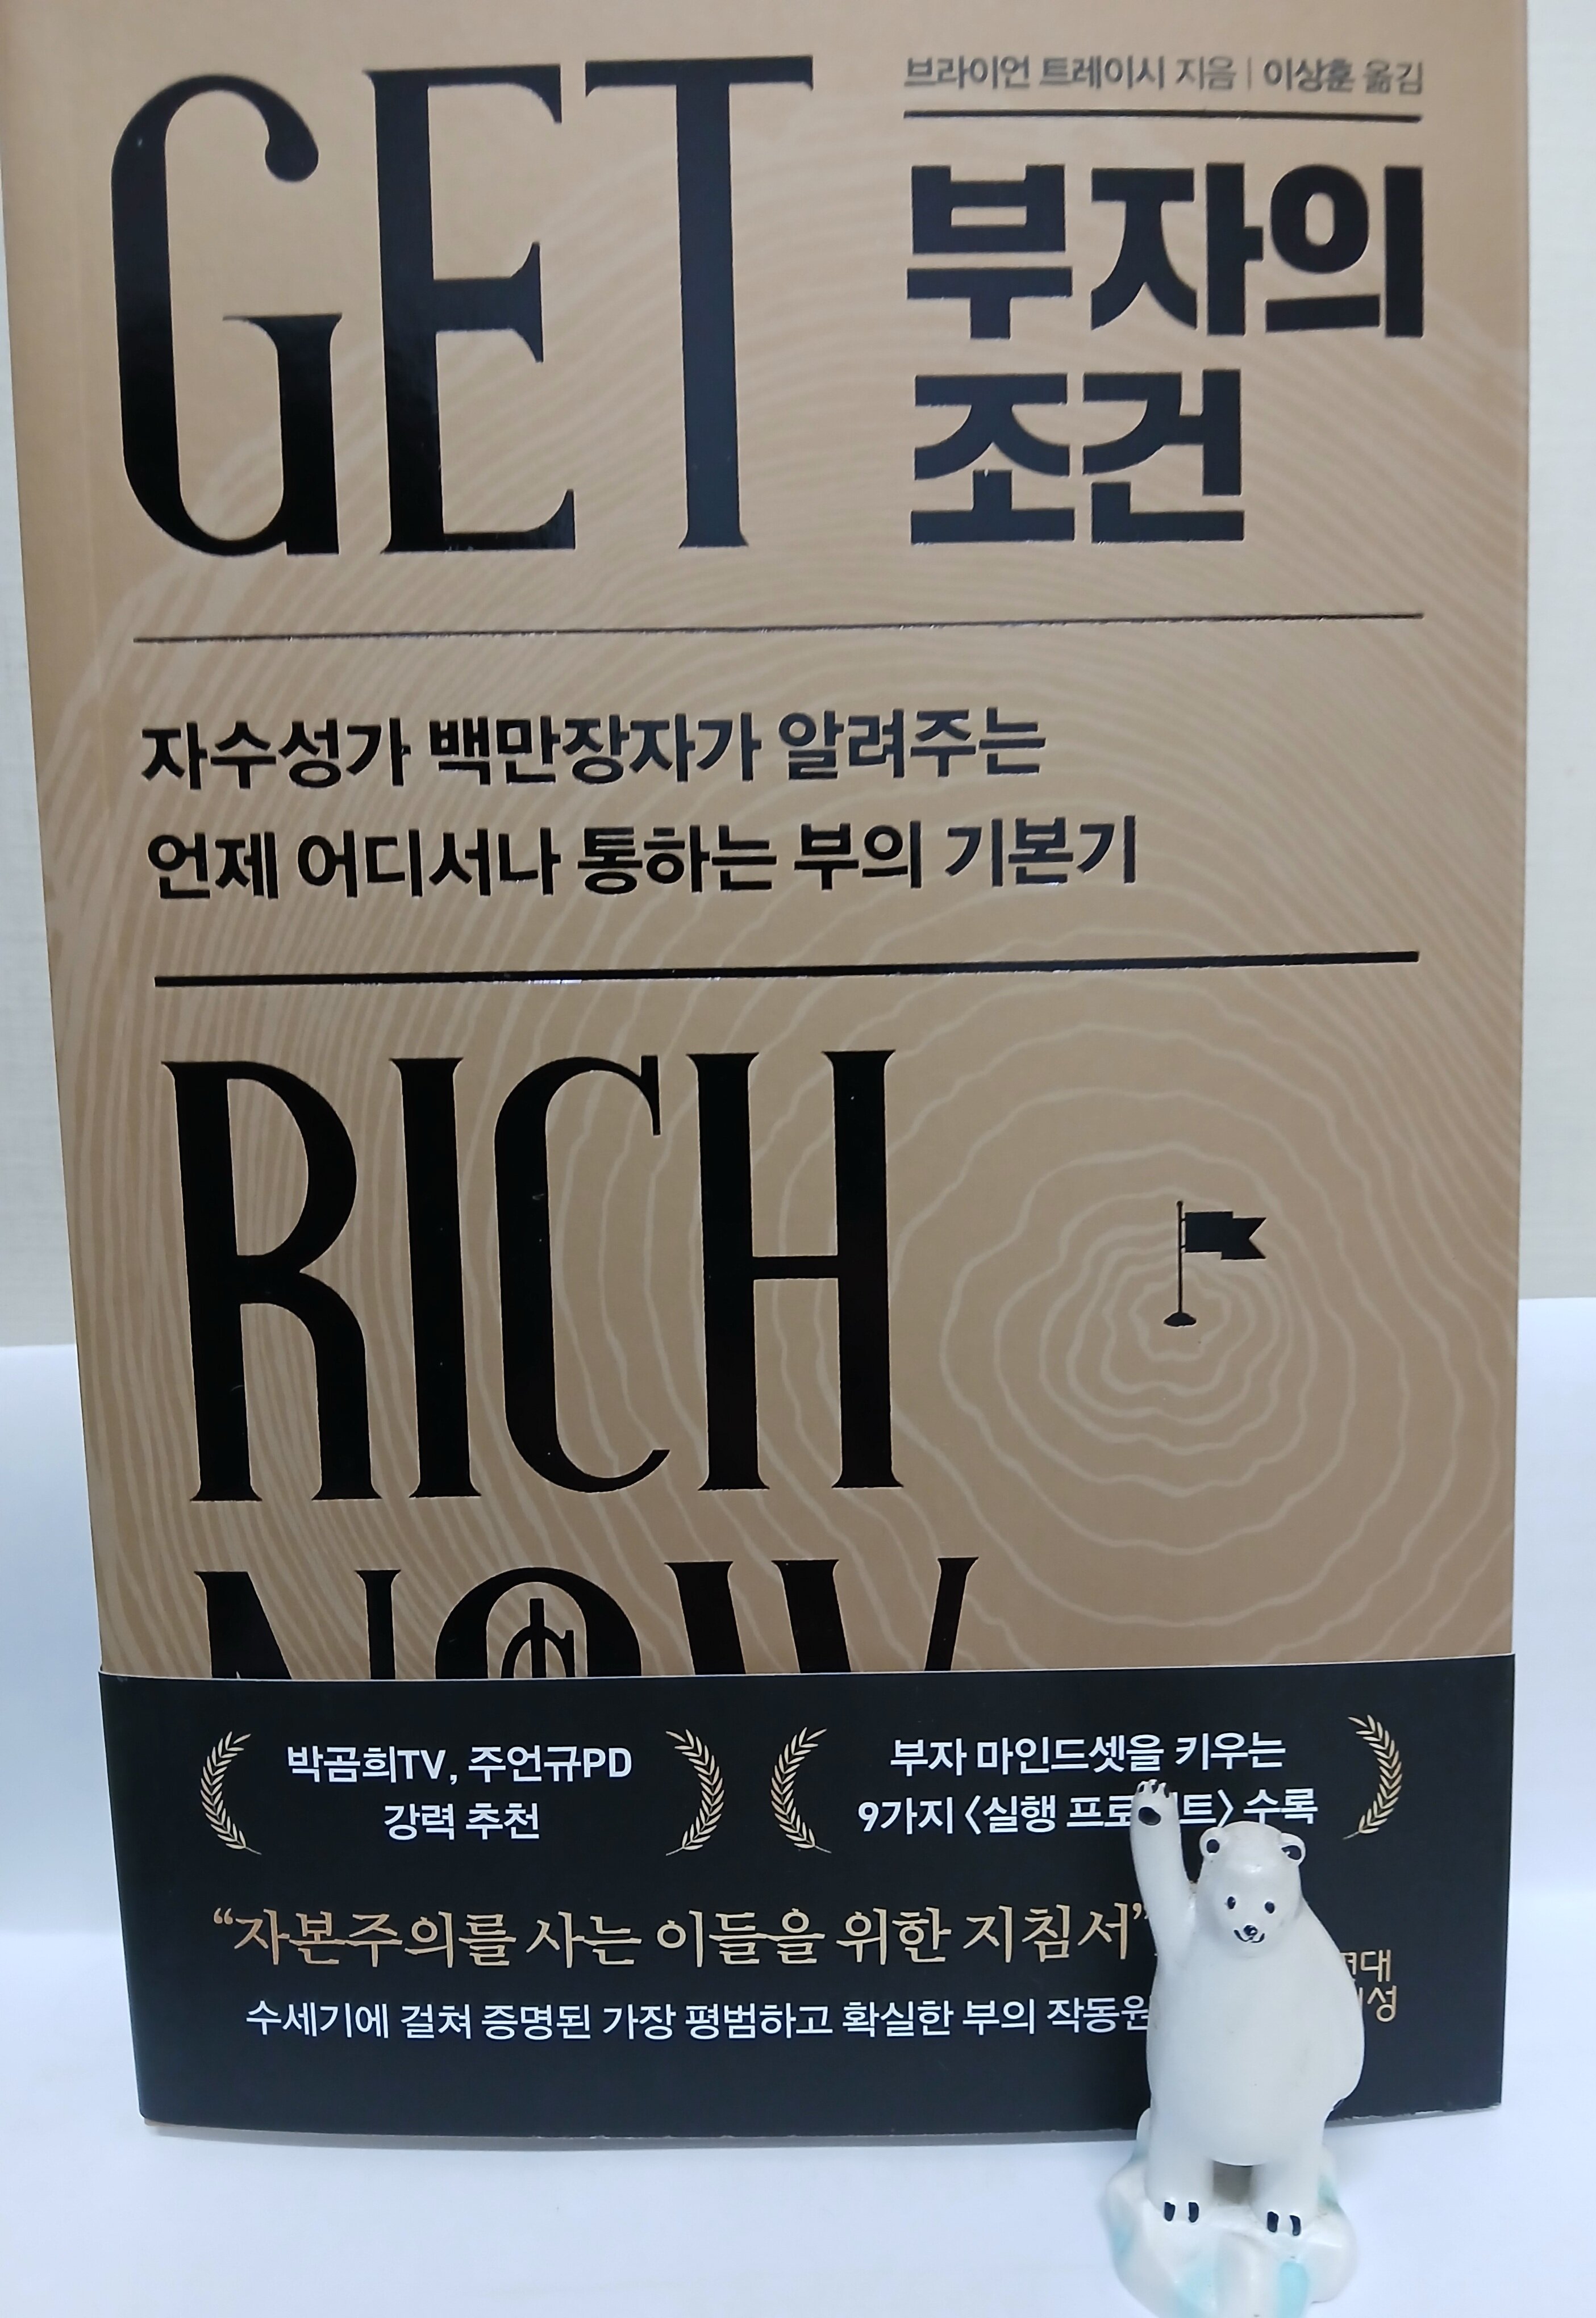 GET
브라이언 트레이시 지음 | 이상훈 옮김
부자의
조건
자수성가 백만장자가 알려주는
언제 어디서나 통하는 부의 기본기
RICH
NOW
박곰희TV, 주언규PD
강력 추천
부자 마인드셋을 키우는
9가지 〈실행 프로트〉 수록
“자본주의를 사는 이들을 위한 지침서”
수세기에 걸쳐 증명된 가장 평범하고 확실한 부의 작동원
대
성